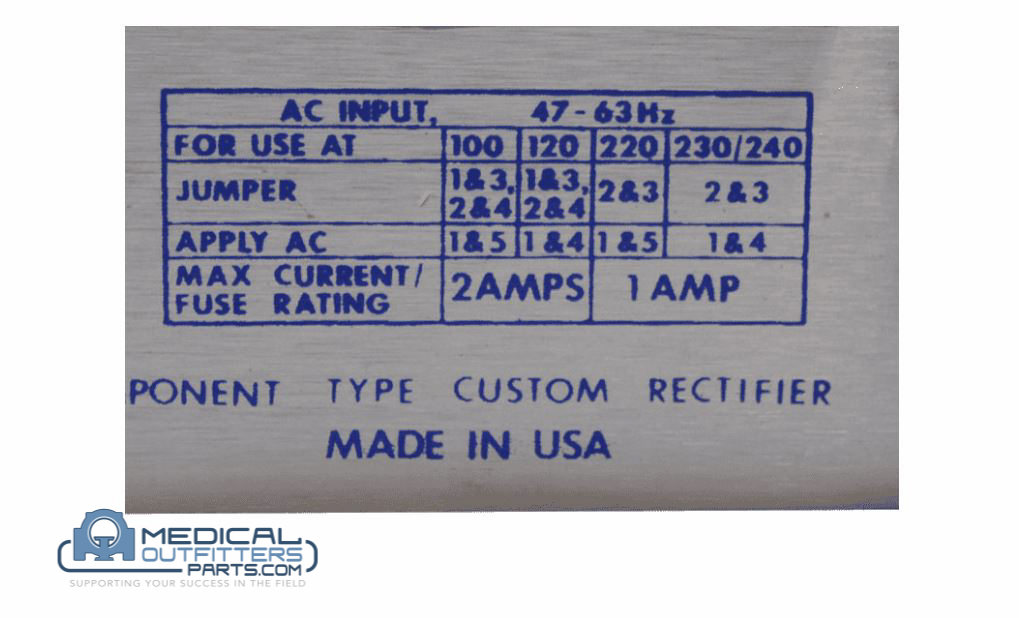 AC INPUT, 47-63Hz
FOR USE AT 100 120 220 230/240
JUMPER 1&3, 2&4 1&3, 2&4 2&3 2&3
APPLY AC 1&5 1&4 1&5 1&4
MAX CURRENT/
FUSE RATING 2AMPS 1 AMP
PONENT TYPE CUSTOM RECTIFIER
MADE IN USA
MEDICAL
OUTFITTERS
PARTS.COM
SUPPORTING YOUR SUCCESS IN THE FIELD